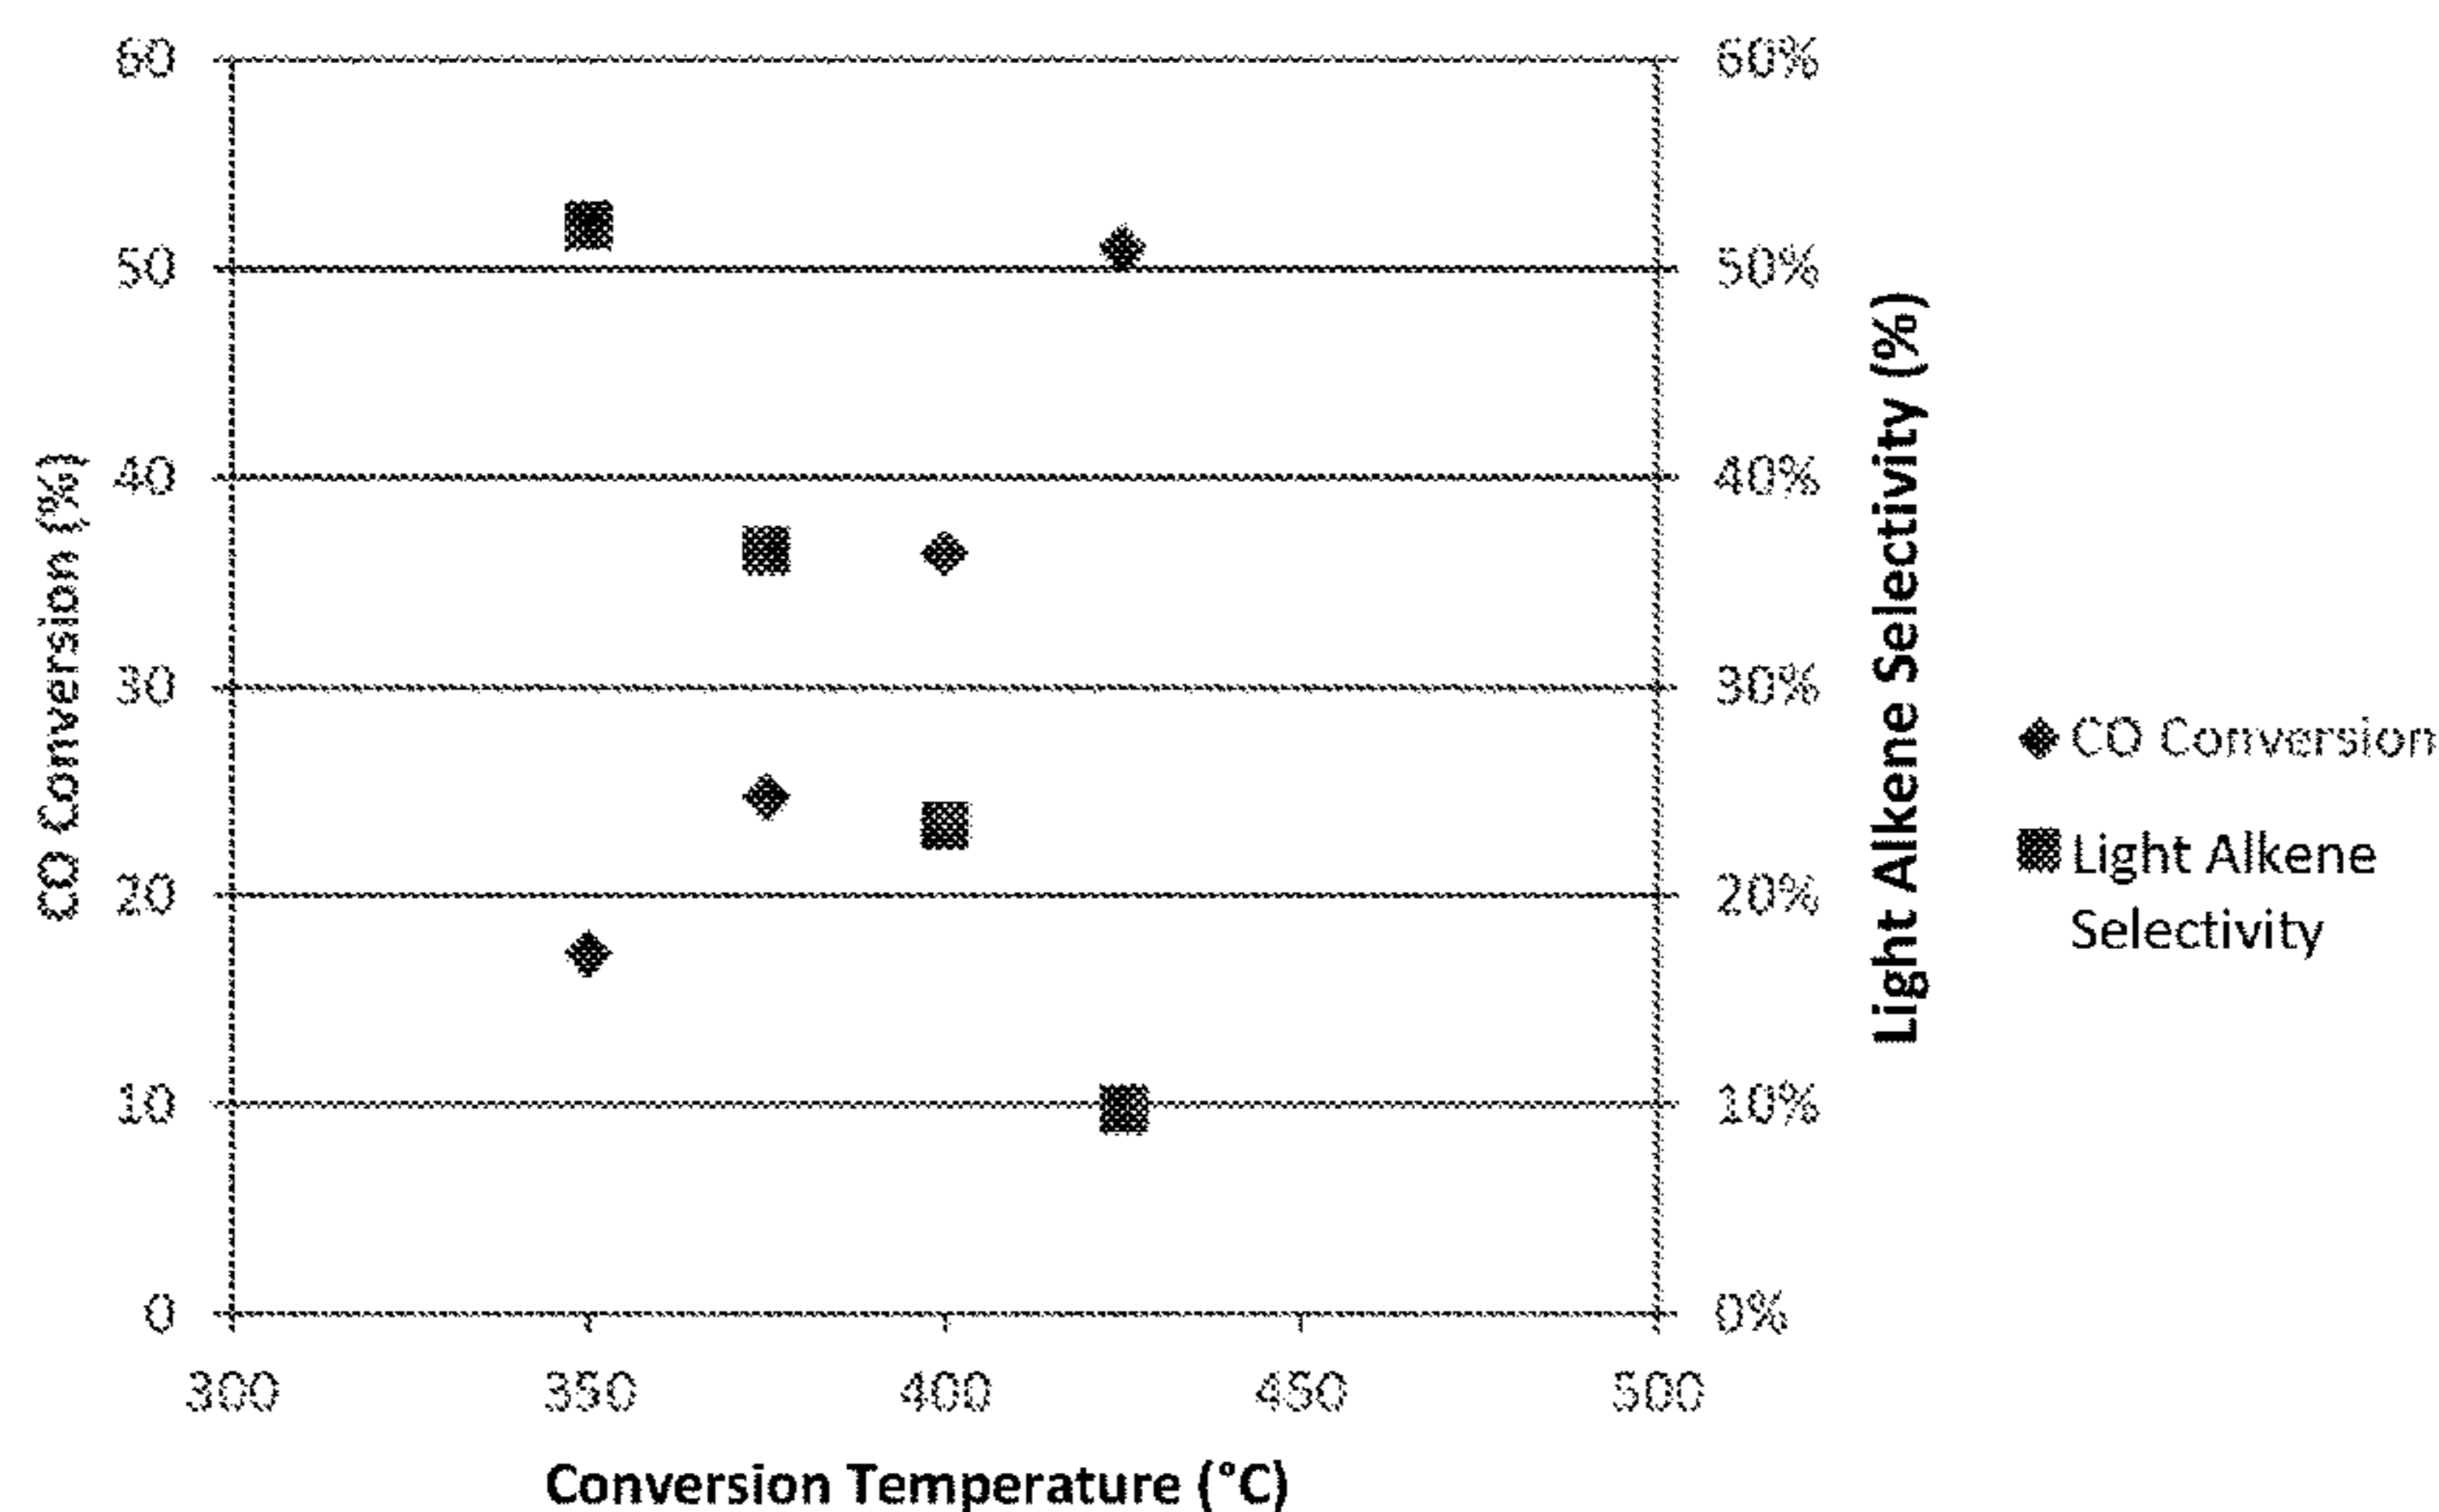 60
50
40
30
20
10
0
CO Conversion (%)
60%
50%
40%
30%
20%
10%
0%
Light Alkene Selectivity (%)
300 350 400 450 500
Conversion Temperature (°C)
CO Conversion
Light Alkene
Selectivity